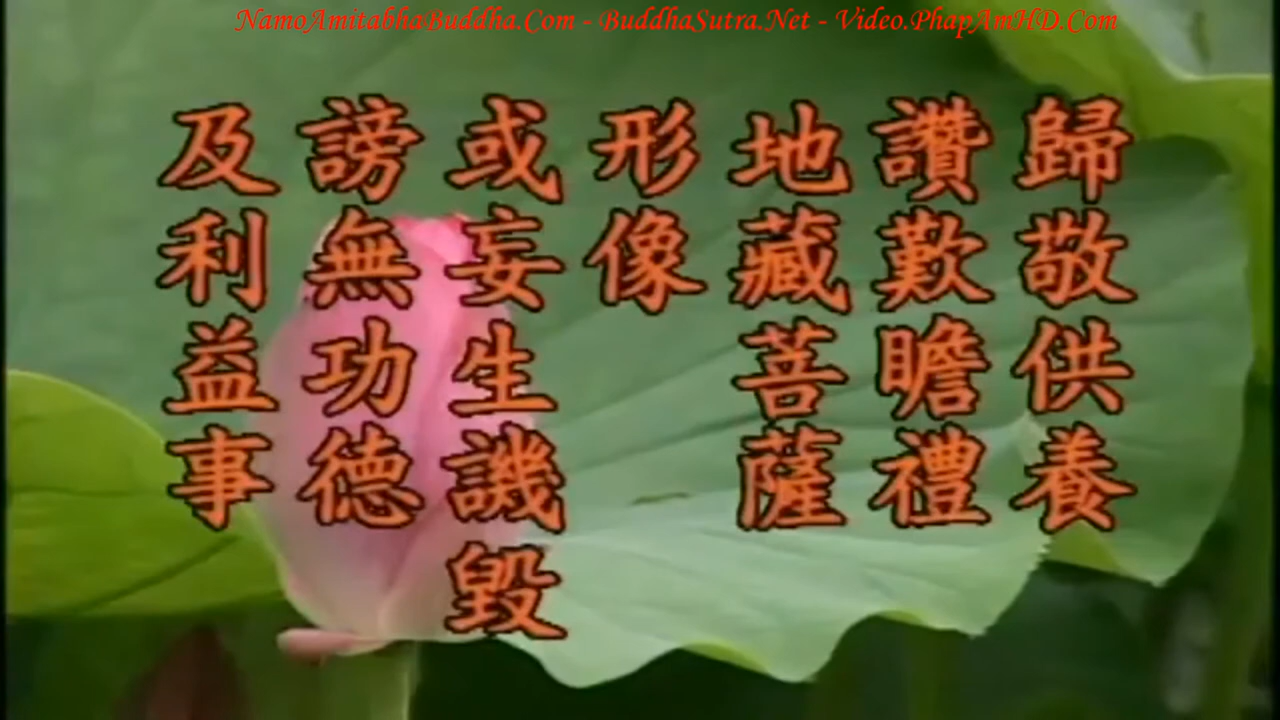 NamoAmitabhaBuddha.Com - BuddhaSutra.Net - Video.PhapAmHD.Com
歸敬供養
讚歎瞻禮
地藏菩薩
形像
或妄生譏毀
謗無功德
及利益事